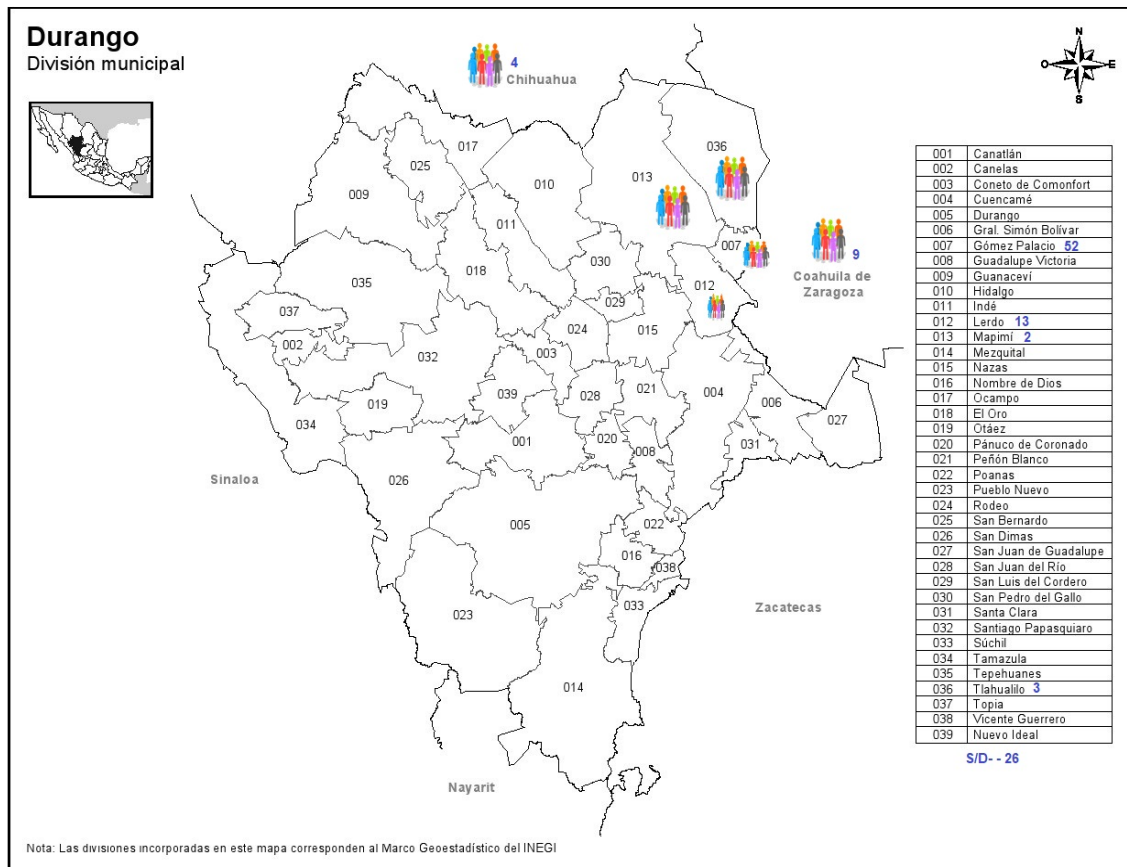 Durango
División municipal
4
Chihuahua
N
O
E
S
017
025
009
010
013
036
011
007
9
Coahuila de
Zaragoza
030
018
035
012
029
037
024
015
002
032
003
039
028
021
004
006
019
027
034
001
020
008
031
Sinaloa
026
005
022
016
038
Zacatecas
033
023
014
Nayarit
001 Canatlán
002 Canelas
003 Coneto de Comonfort
004 Cuencamé
005 Durango
006 Gral. Simón Bolívar
007 Gómez Palacio 52
008 Guadalupe Victoria
009 Guanaceví
010 Hidalgo
011 Indé
012 Lerdo 13
013 Mapimí 2
014 Mezquital
015 Nazas
016 Nombre de Dios
017 Ocampo
018 El Oro
019 Otáez
020 Pánuco de Coronado
021 Peñón Blanco
022 Poanas
023 Pueblo Nuevo
024 Rodeo
025 San Bernardo
026 San Dimas
027 San Juan de Guadalupe
028 San Juan del Río
029 San Luis del Cordero
030 San Pedro del Gallo
031 Santa Clara
032 Santiago Papasquiaro
033 Súchil
034 Tamazula
035 Tepehuanes
036 Tlahualilo 3
037 Topia
038 Vicente Guerrero
039 Nuevo Ideal
S/D- - 26
Nota: Las divisiones incorporadas en este mapa corresponden al Marco Geoestadístico del INEGI